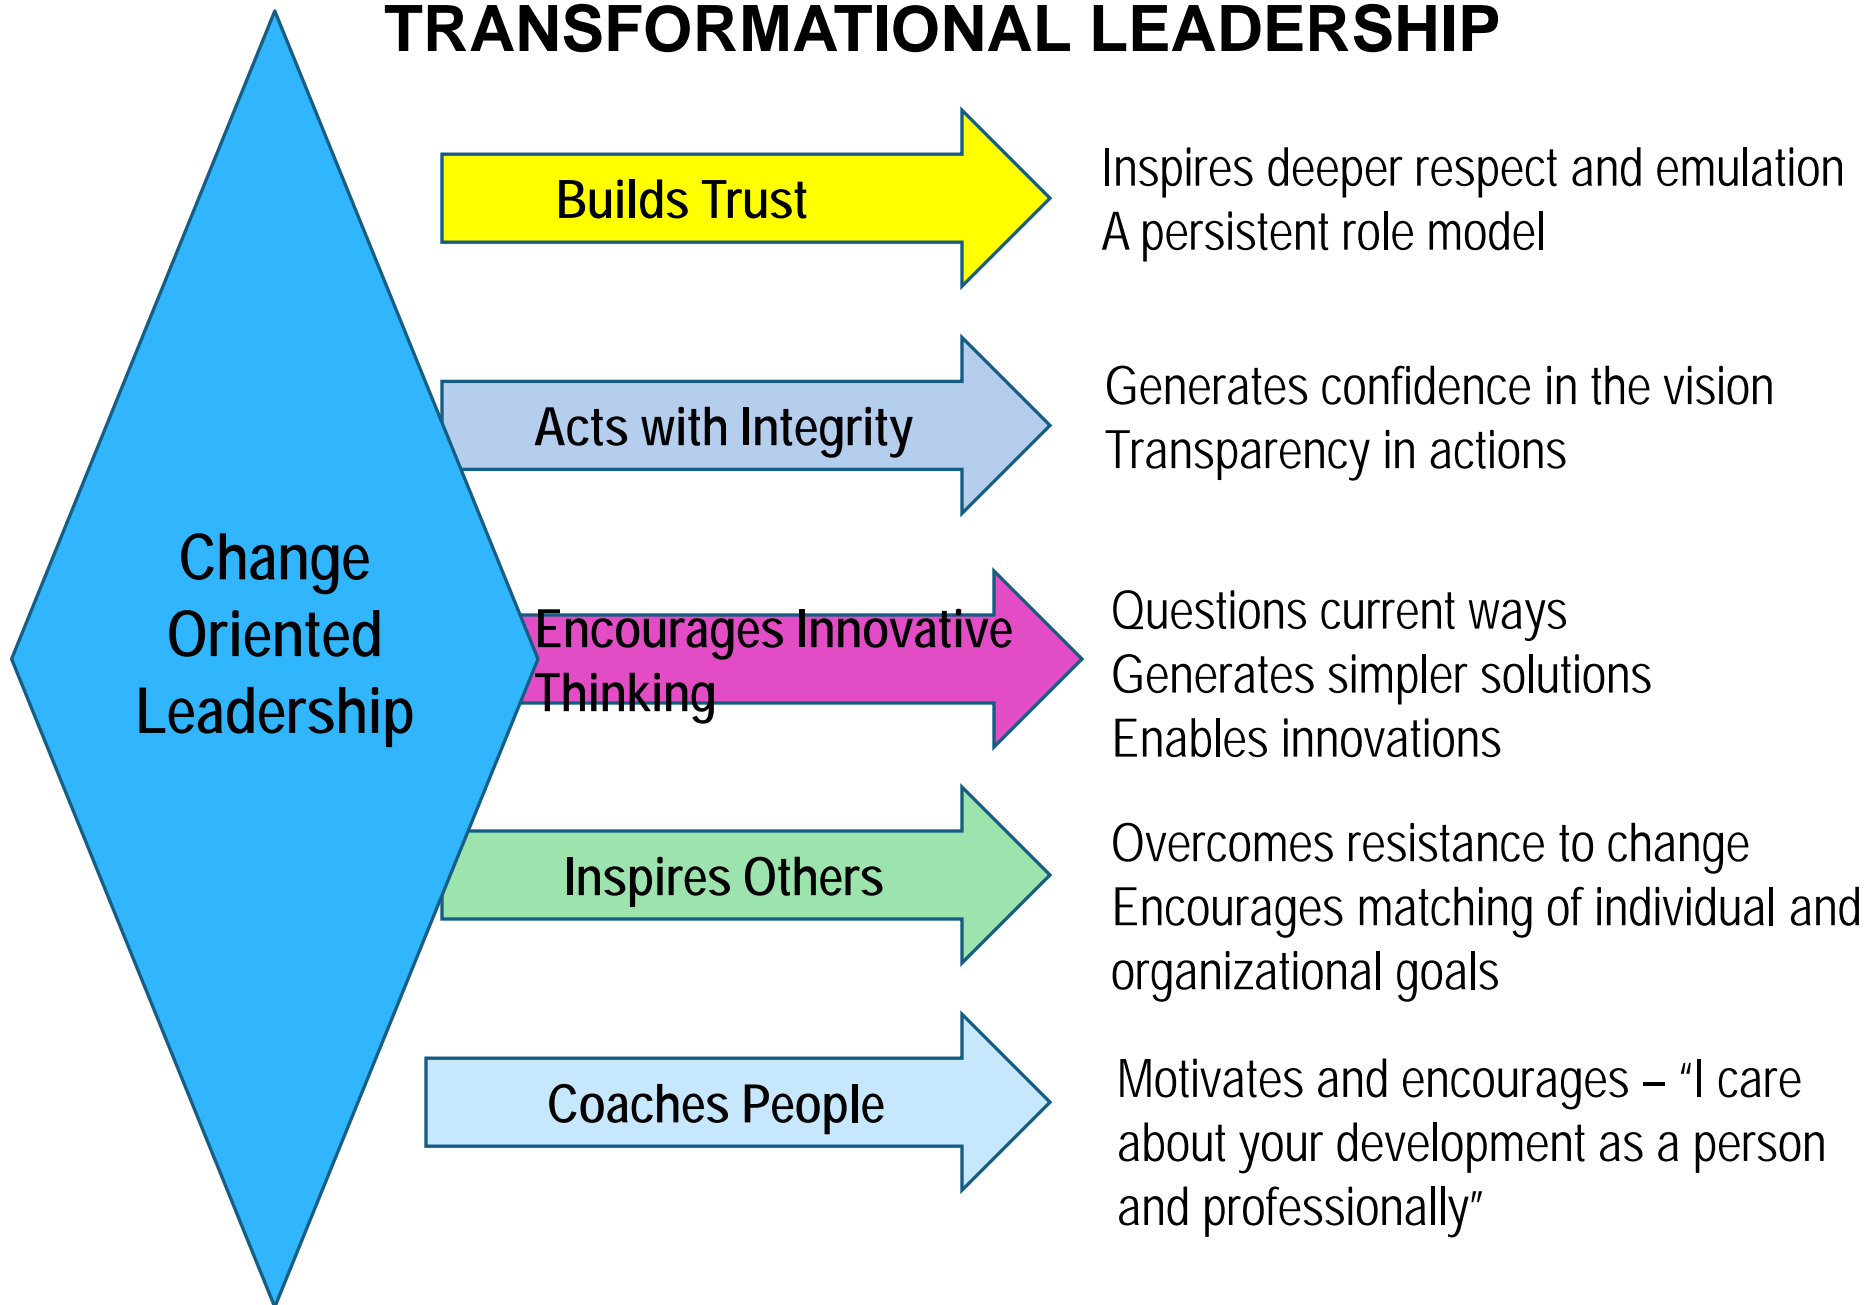 TRANSFORMATIONAL LEADERSHIP
Change
Oriented
Leadership
Builds Trust
Inspires deeper respect and emulation
A persistent role model
Acts with Integrity
Generates confidence in the vision
Transparency in actions
Encourages Innovative
Thinking
Questions current ways
Generates simpler solutions
Enables innovations
Inspires Others
Overcomes resistance to change
Encourages matching of individual and
organizational goals
Coaches People
Motivates and encourages – “I care
about your development as a person
and professionally”